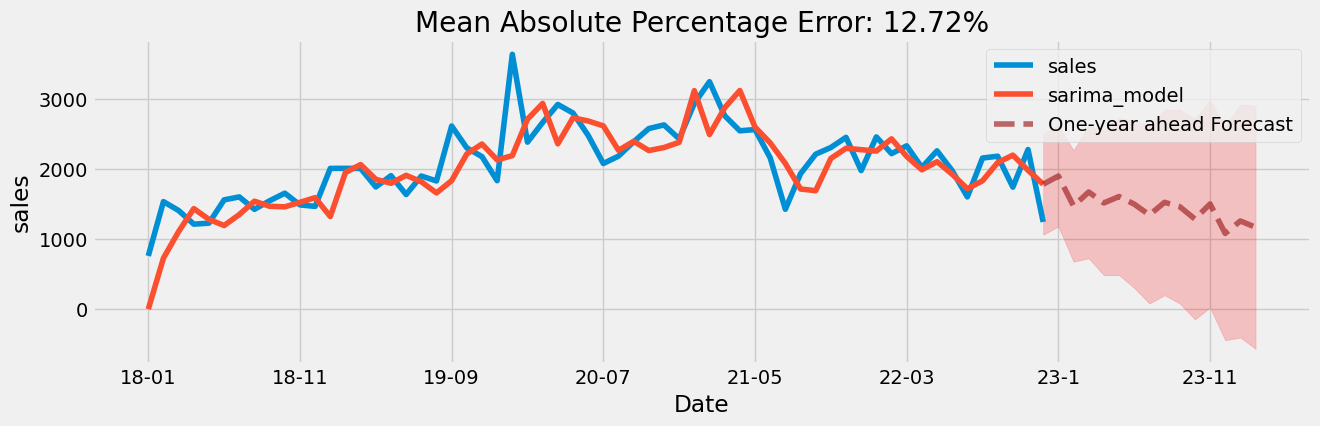 Mean Absolute Percentage Error: 12.72%
sales
sarima_model
One-year ahead Forecast
3000
2000
1000
0
sales
18-01 18-11 19-09 20-07 21-05 22-03 23-1 23-11
Date